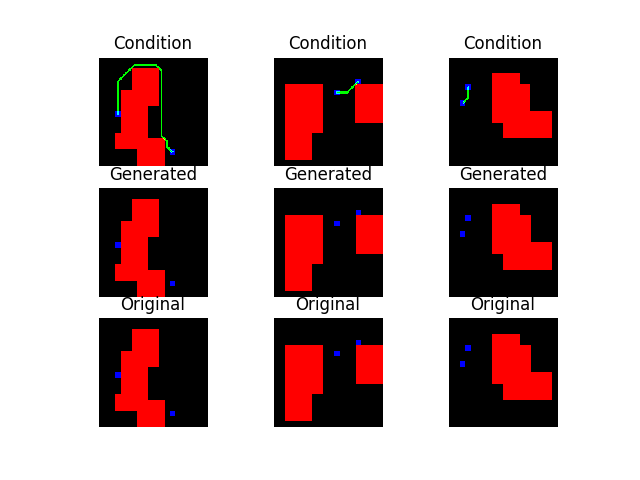 Condition
Condition
Condition
Generated
Generated
Generated
Original
Original
Original